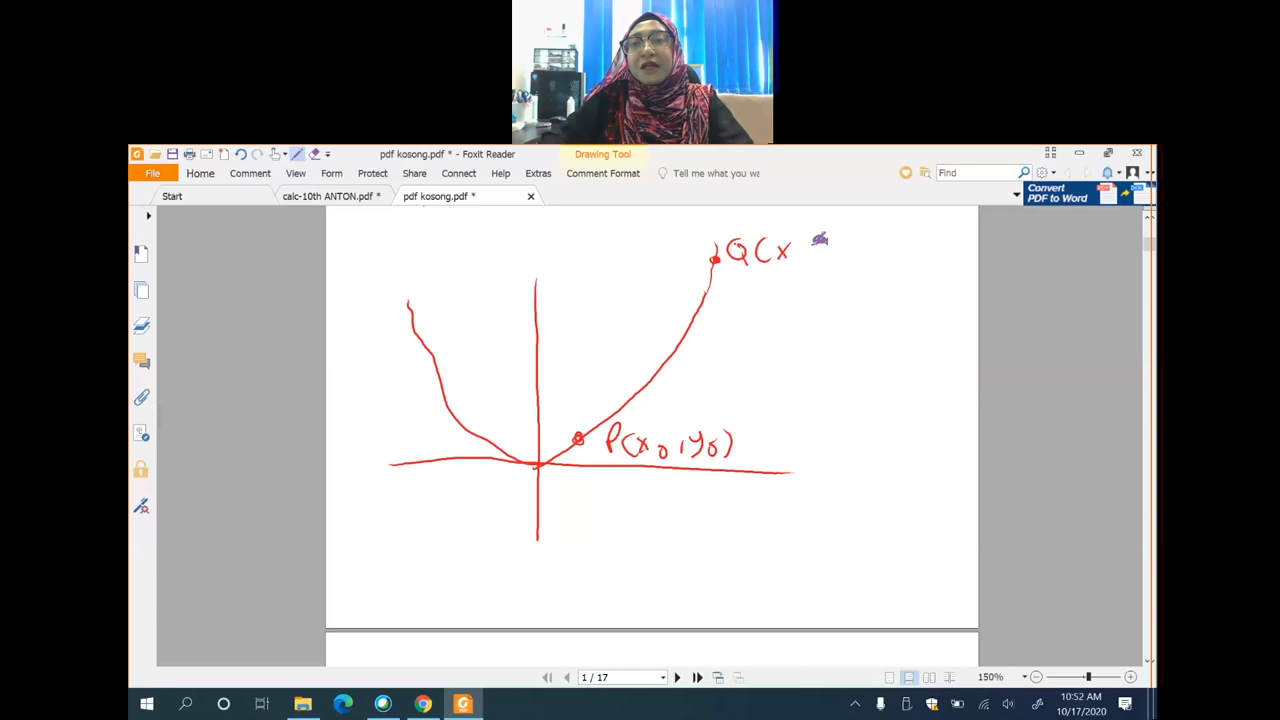 pdf kosong.pdf * - Foxit Reader
Drawing Tool
File Home Comment View Form Protect Share Connect Help Extras Comment Format Tell me what you wa Find
Start calc-10th ANTON.pdf * pdf kosong.pdf *
Convert
PDF to Word
Q(x
P(x0, y0)
1 / 17
150%
10:52 AM
10/17/2020